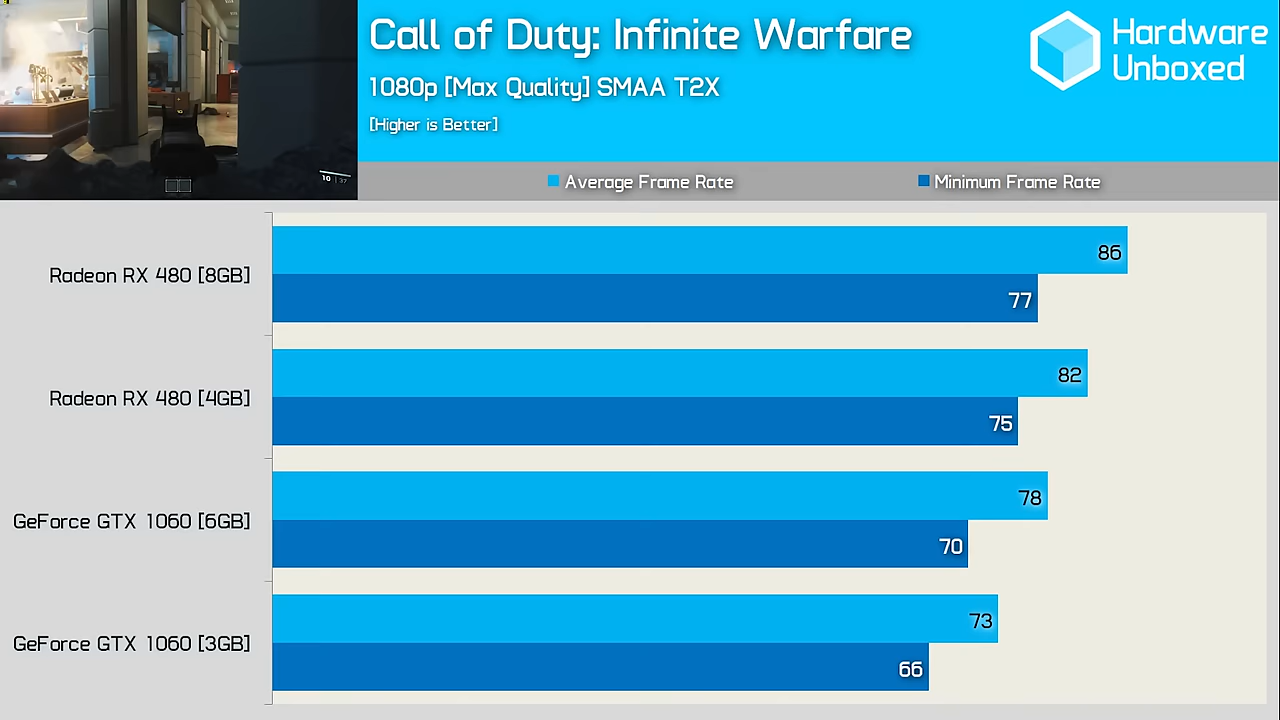 Call of Duty: Infinite Warfare
1080p [Max Quality] SMAA T2X
[Higher is Better]
Hardware
Unboxed
Average Frame Rate
Minimum Frame Rate
10 | 37
Radeon RX 480 [8GB]
86
77
Radeon RX 480 [4GB]
82
75
GeForce GTX 1060 [6GB]
78
70
GeForce GTX 1060 [3GB]
73
66